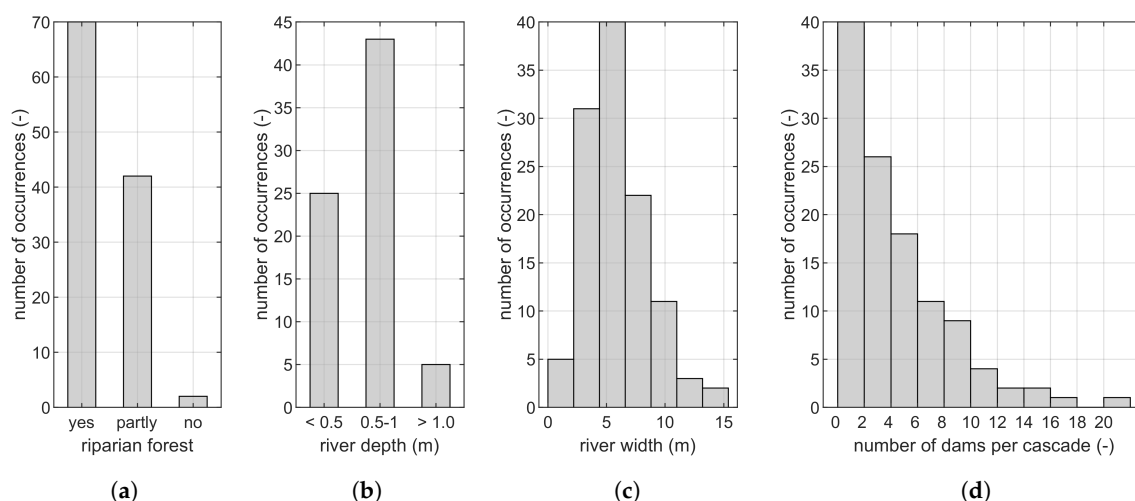 number of occurrences (-)
70
60
50
40
30
20
10
0
yes partly no
riparian forest
(a)
number of occurrences (-)
45
40
35
30
25
20
15
10
5
0
< 0.5 0.5-1 > 1.0
river depth (m)
(b)
number of occurrences (-)
40
35
30
25
20
15
10
5
0
0 5 10 15
river width (m)
(c)
number of occurrences (-)
40
35
30
25
20
15
10
5
0
0 2 4 6 8 10 12 14 16 18 20
number of dams per cascade (-)
(d)